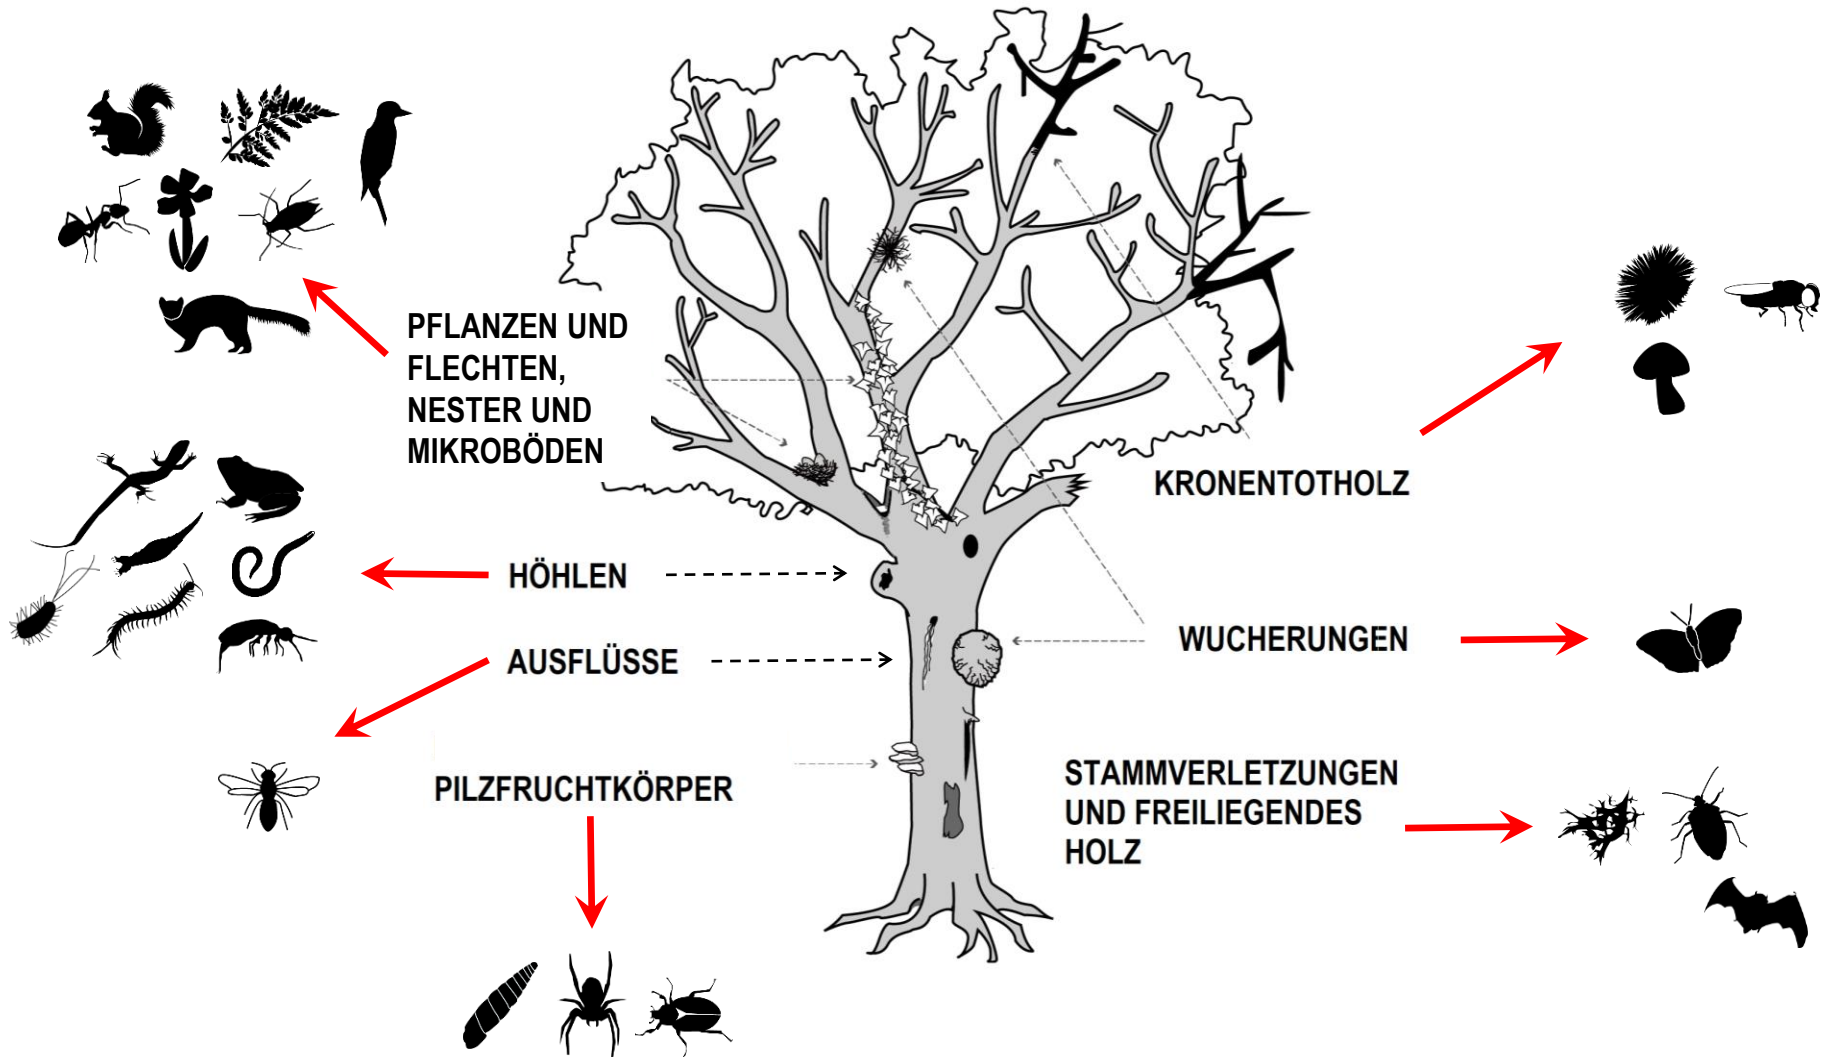 PFLANZEN UND
FLECHTEN,
NESTER UND
MIKROBÖDEN
HÖHLEN
AUSFLÜSSE
PILZFRUCHTKÖRPER
KRONENTOTHOLZ
WUCHERUNGEN
STAMMVERLETZUNGEN
UND FREILIEGENDES
HOLZ